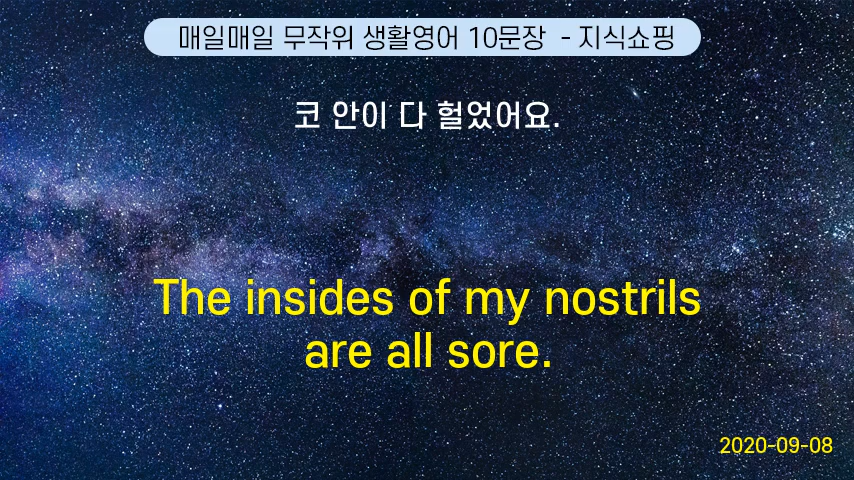 매일매일 무작위 생활영어 10문장 - 지식쇼핑
코 안이 다 헐었어요.
The insides of my nostrils
are all sore.
2020-09-08